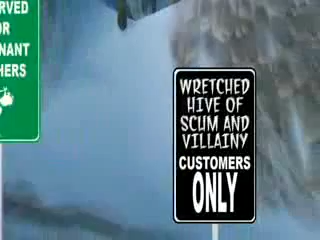 RVED
OR
NANT
HERS
WRETCHED
HIVE OF
SCUM AND
VILLAINY
CUSTOMERS
ONLY